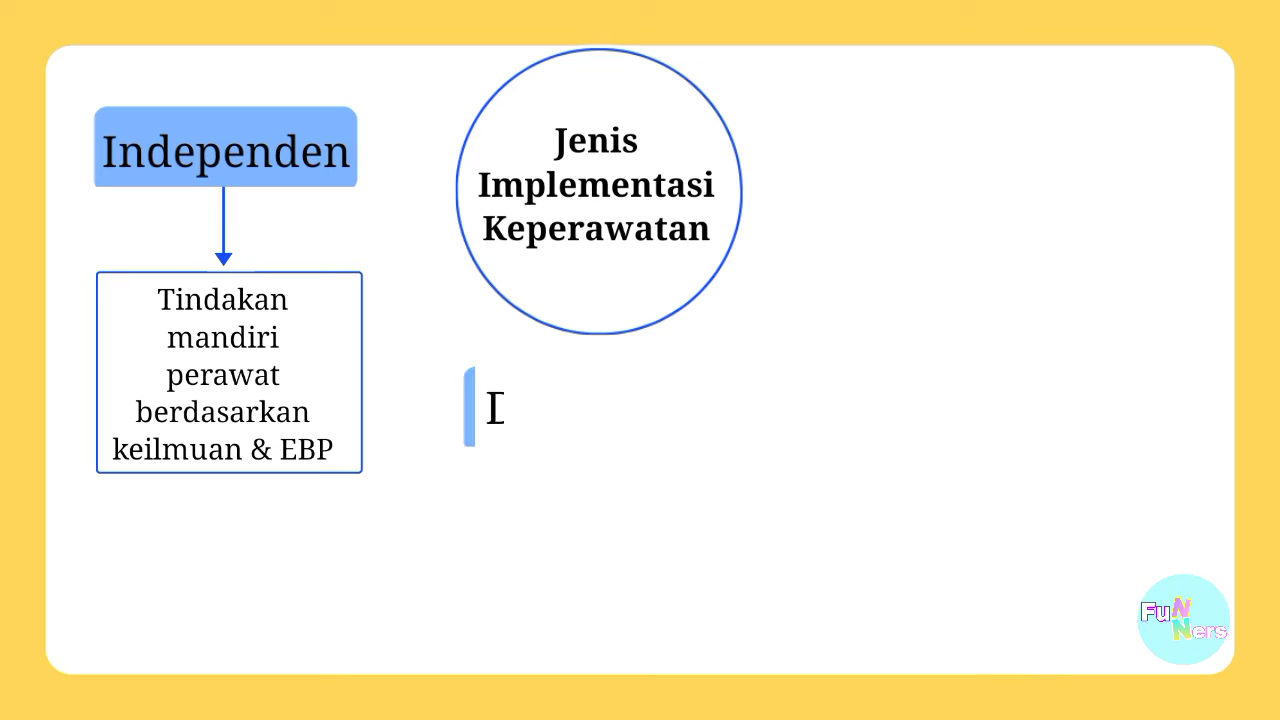 Independen
Tindakan
mandiri
perawat
berdasarkan
keilmuan & EBP
Jenis
Implementasi
Keperawatan
FuN
Ners